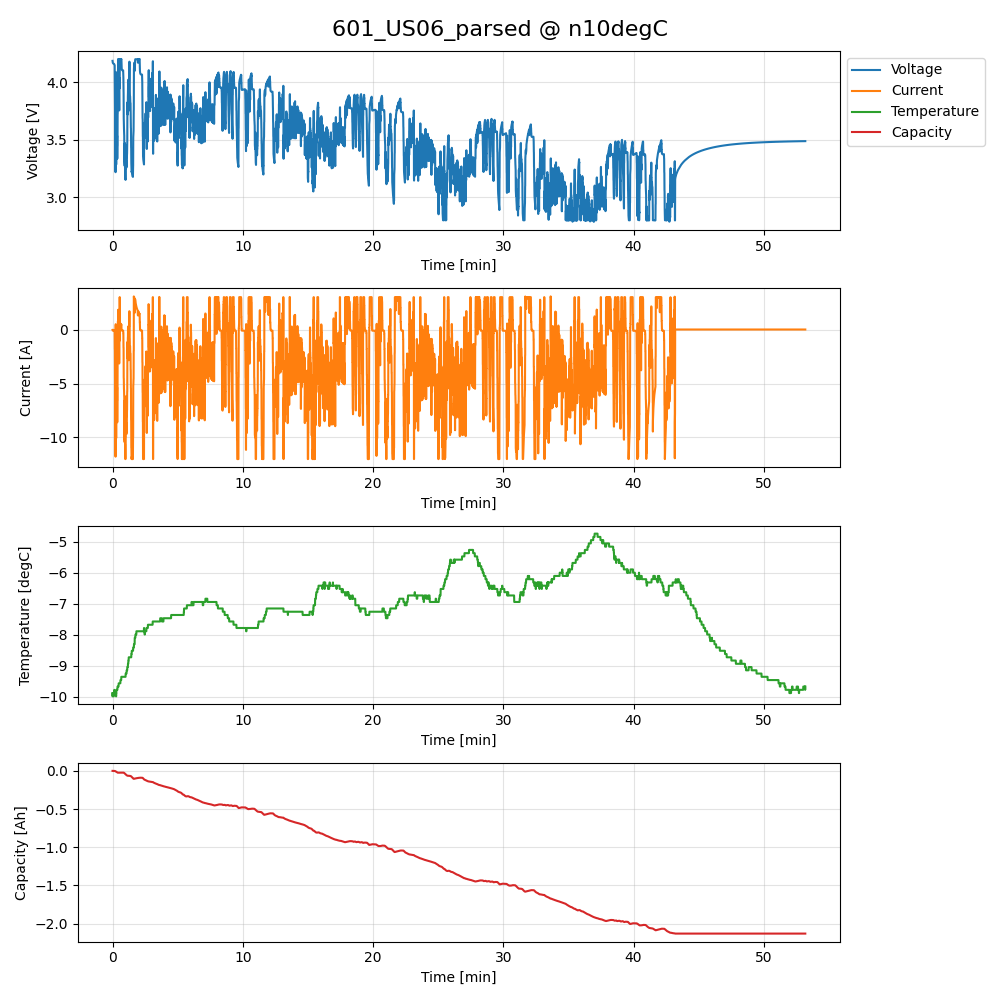 601_US06_parsed @ n10degC
Voltage [V]
4.0
3.5
3.0
0 10 20 30 40 50
Time [min]
Voltage
Current
Temperature
Capacity
Current [A]
0
−5
−10
0 10 20 30 40 50
Time [min]
Temperature [degC]
−5
−6
−7
−8
−9
−10
0 10 20 30 40 50
Time [min]
Capacity [Ah]
0.0
−0.5
−1.0
−1.5
−2.0
0 10 20 30 40 50
Time [min]